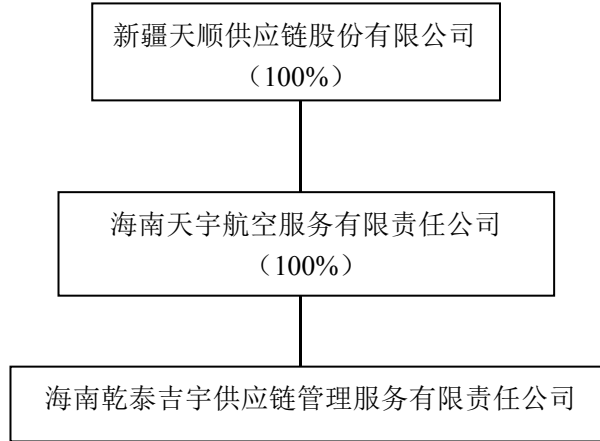 新疆天顺供应链股份有限公司
（100%）
海南天宇航空服务有限责任公司
（100%）
海南乾泰吉宇供应链管理服务有限责任公司